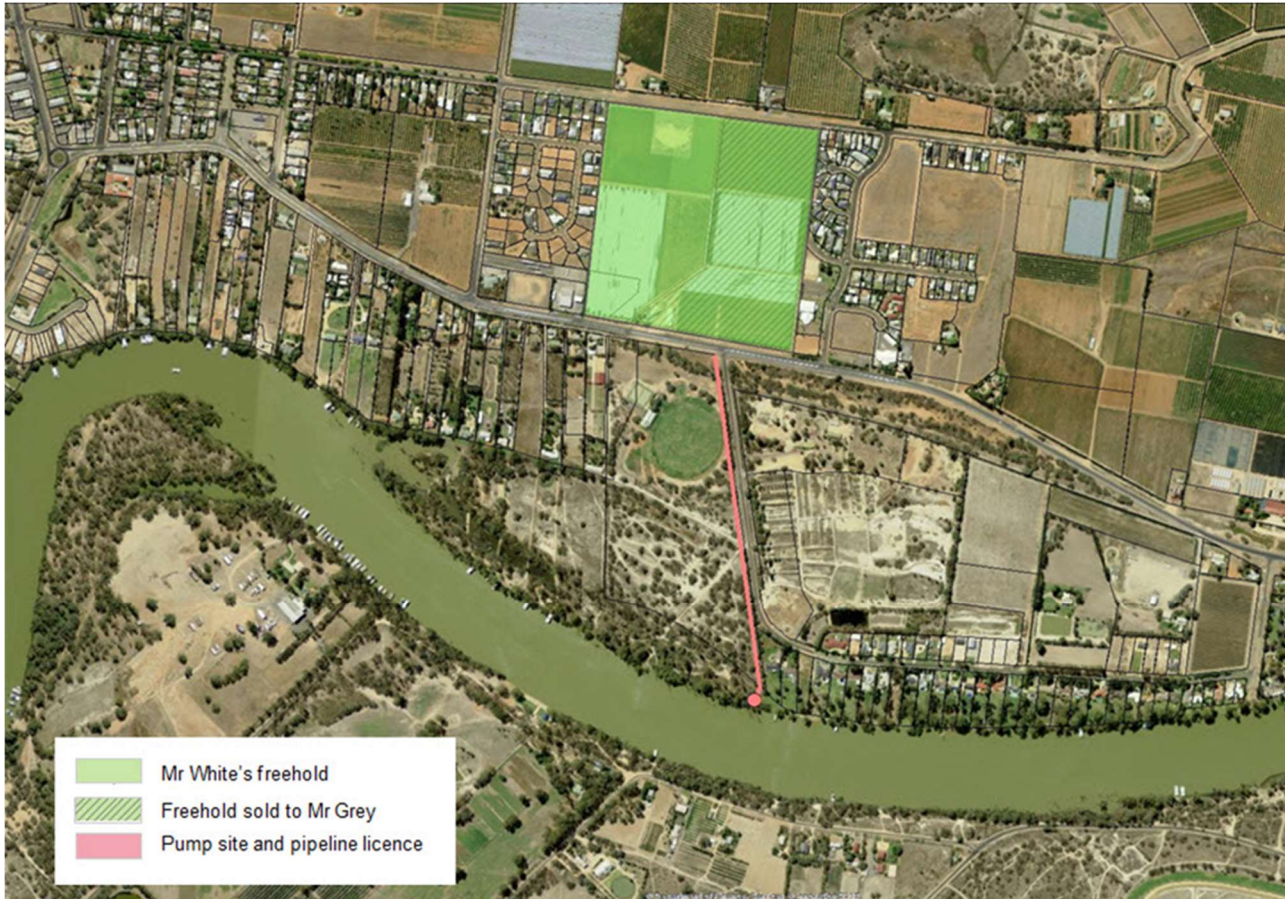 Mr White's freehold
Freehold sold to Mr Grey
Pump site and pipeline licence